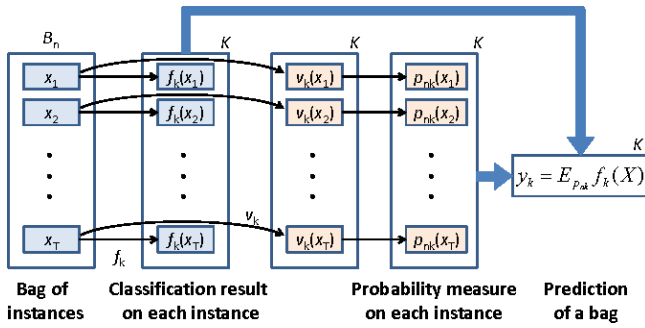 B_n K K K
x_1 f_k(x_1) v_k(x_1) p_nk(x_1)
x_2 f_k(x_2) v_k(x_2) p_nk(x_2)
K
y_k = E_{p_nk} f_k(X)
v_k
x_T f_k(x_T) v_k(x_T) p_nk(x_T)
f_k
Bag of instances
Classification result on each instance
Probability measure on each instance
Prediction of a bag